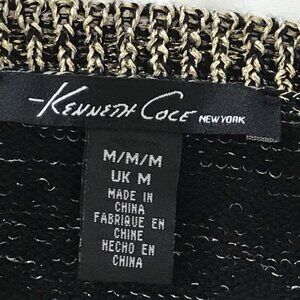 KENNETH COLE NEW YORK
M/M/M
UK M
MADE IN
CHINA
FABRIQUE EN
CHINE
HECHO EN
CHINA